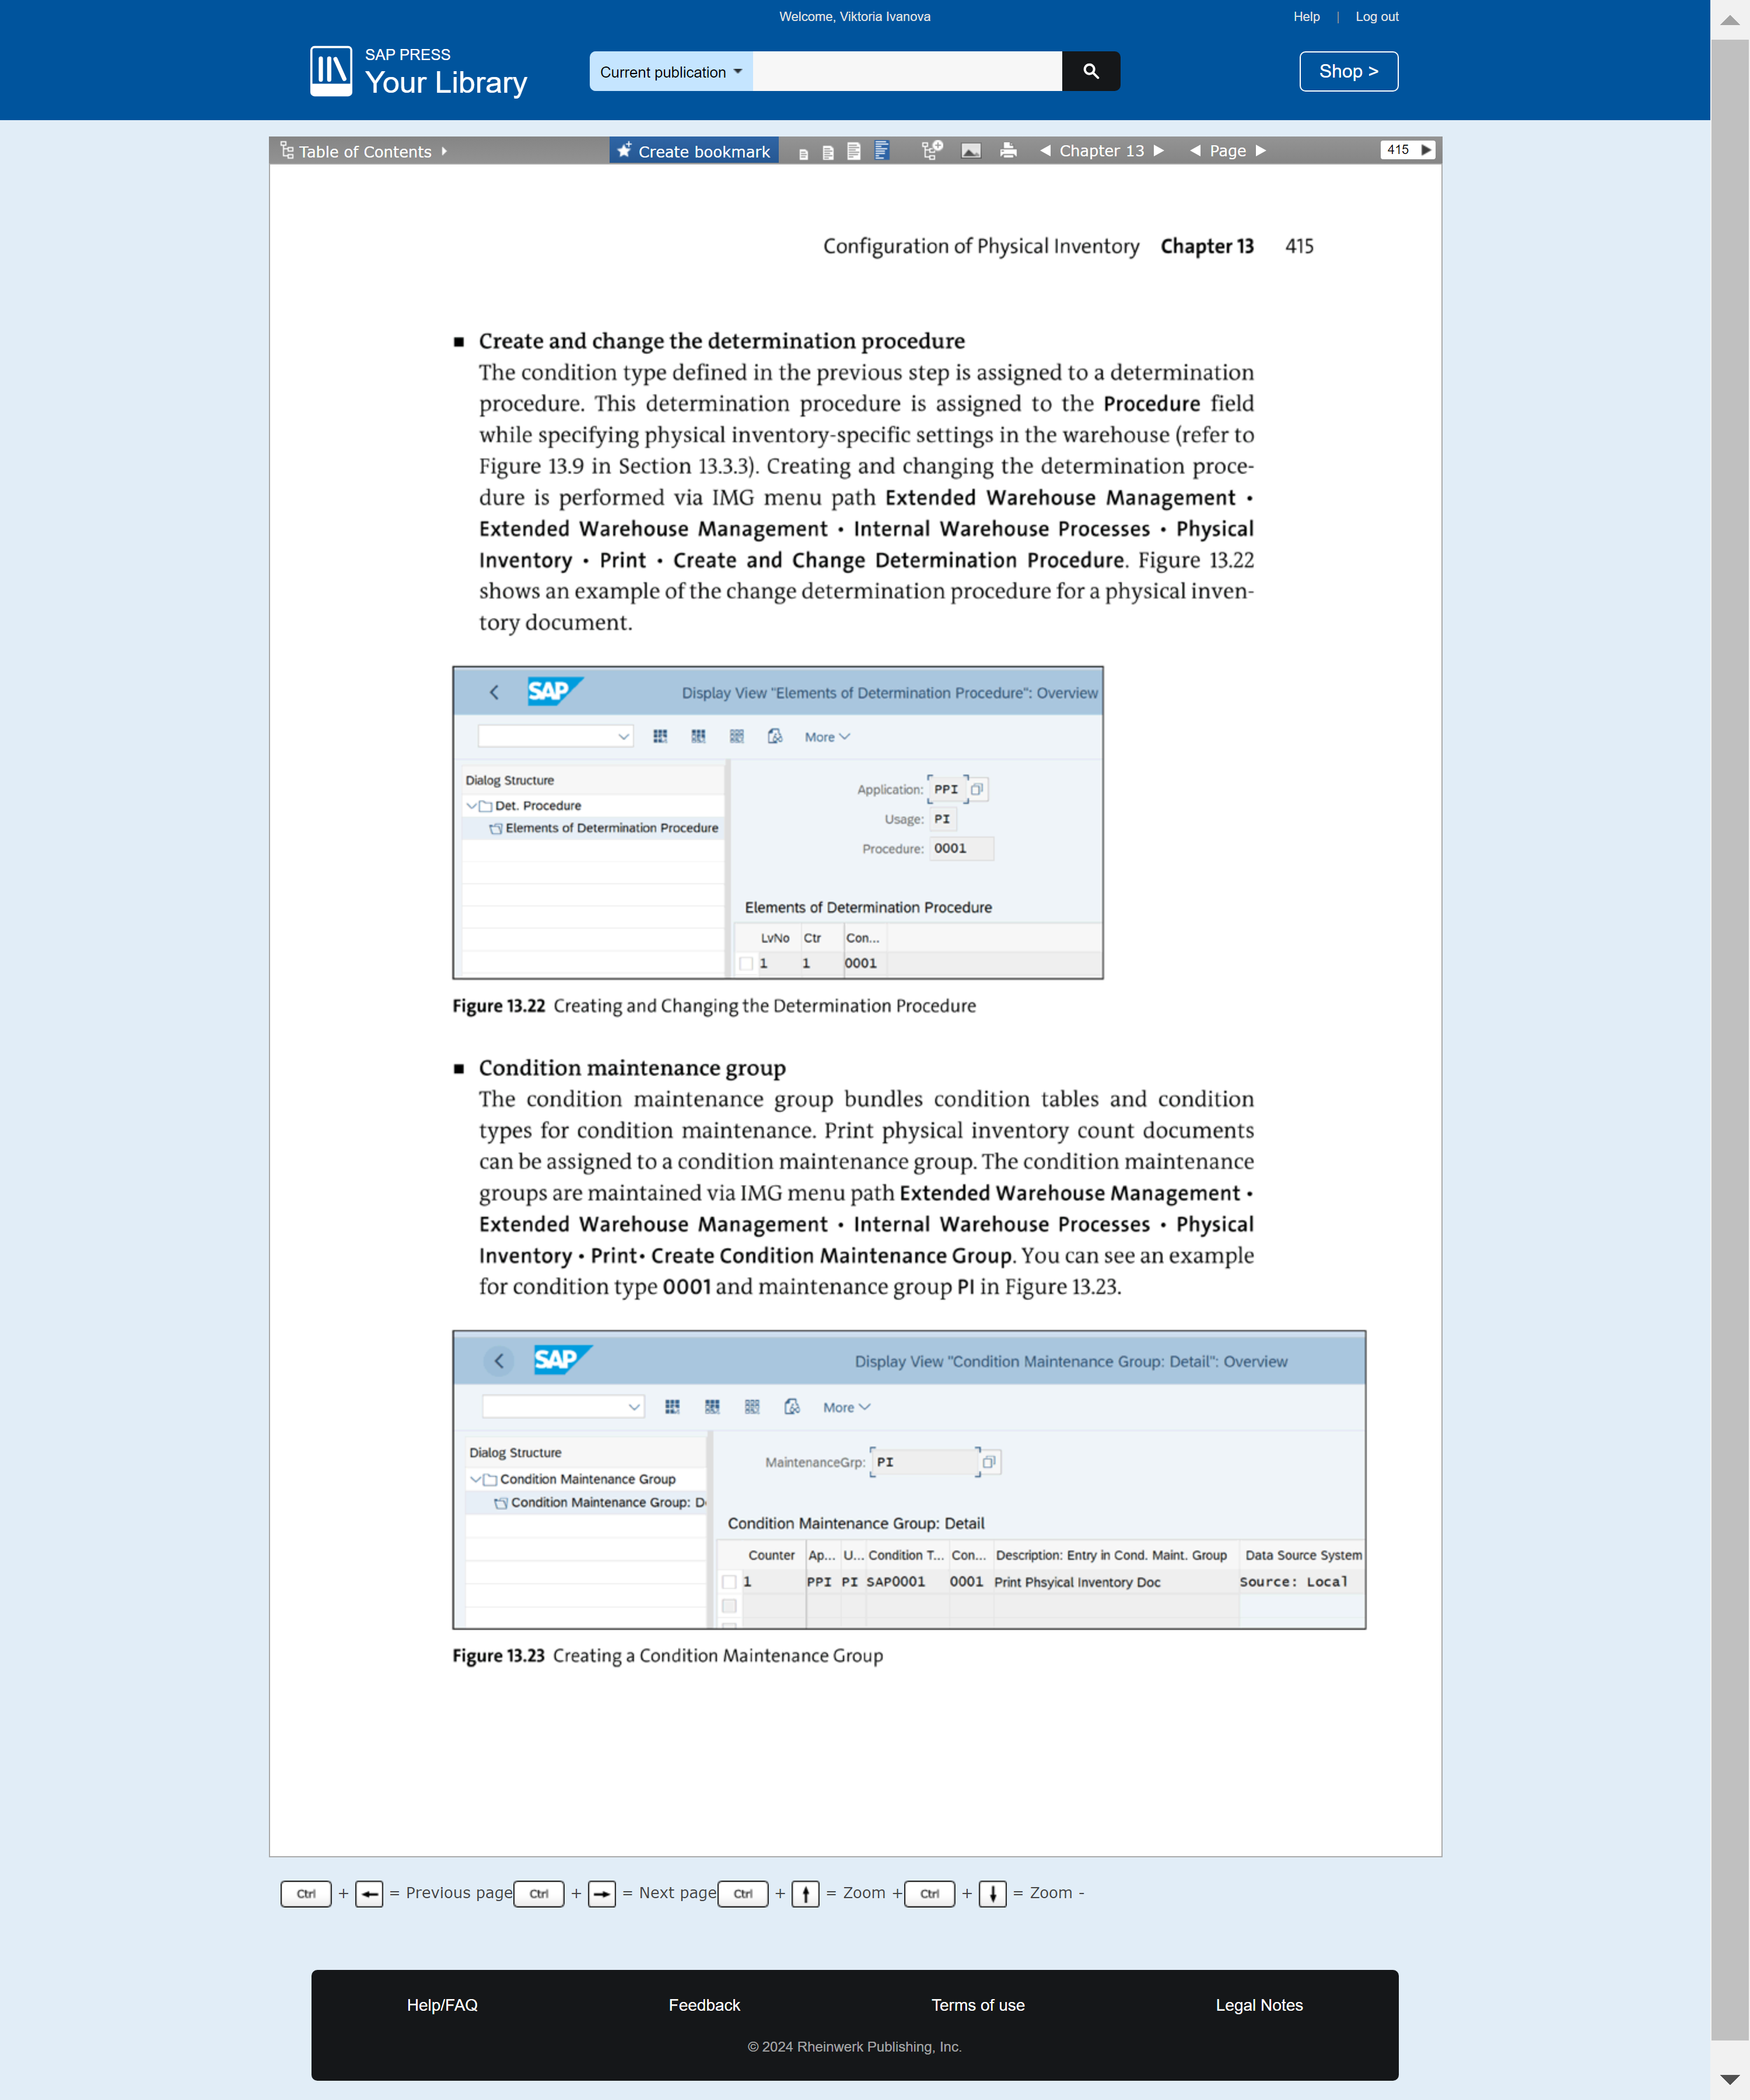 Welcome, Viktoria Ivanova
Help | Log out
SAP PRESS
Your Library
Current publication
Shop >
Table of Contents
Create bookmark
Chapter 13
Page
415
Configuration of Physical Inventory Chapter 13 415
■ Create and change the determination procedure
The condition type defined in the previous step is assigned to a determination
procedure. This determination procedure is assigned to the Procedure field
while specifying physical inventory-specific settings in the warehouse (refer to
Figure 13.9 in Section 13.3.3). Creating and changing the determination proce-
dure is performed via IMG menu path Extended Warehouse Management •
Extended Warehouse Management • Internal Warehouse Processes • Physical
Inventory • Print • Create and Change Determination Procedure. Figure 13.22
shows an example of the change determination procedure for a physical inven-
tory document.
SAP
Display View "Elements of Determination Procedure": Overview
More
Dialog Structure
Det. Procedure
Elements of Determination Procedure
Application: PPI
Usage: PI
Procedure: 0001
Elements of Determination Procedure
LvNo Ctr Con...
1 1 0001
Figure 13.22 Creating and Changing the Determination Procedure
■ Condition maintenance group
The condition maintenance group bundles condition tables and condition
types for condition maintenance. Print physical inventory count documents
can be assigned to a condition maintenance group. The condition maintenance
groups are maintained via IMG menu path Extended Warehouse Management •
Extended Warehouse Management • Internal Warehouse Processes • Physical
Inventory • Print• Create Condition Maintenance Group. You can see an example
for condition type 0001 and maintenance group PI in Figure 13.23.
SAP
Display View "Condition Maintenance Group: Detail": Overview
More
Dialog Structure
Condition Maintenance Group
Condition Maintenance Group: D
MaintenanceGrp: PI
Condition Maintenance Group: Detail
Counter Ap... U... Condition T... Con... Description: Entry in Cond. Maint. Group Data Source System
1 PPI PI SAP0001 0001 Print Phsyical Inventory Doc Source: Local
Figure 13.23 Creating a Condition Maintenance Group
Ctrl + ← = Previous page Ctrl + → = Next page Ctrl + ↑ = Zoom + Ctrl + ↓ = Zoom -
Help/FAQ
Feedback
Terms of use
Legal Notes
© 2024 Rheinwerk Publishing, Inc.